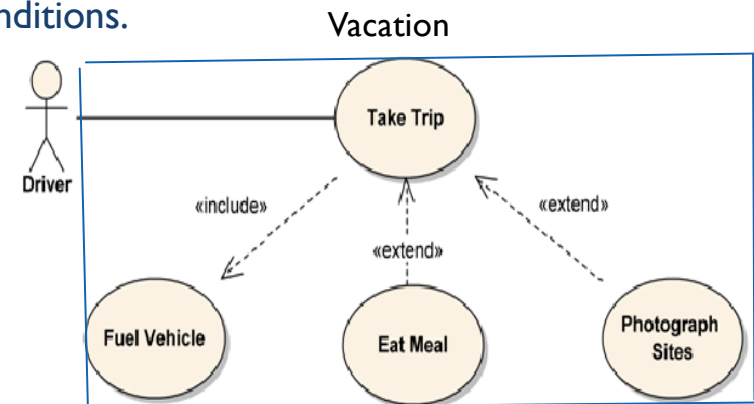 nditions.
Vacation
Take Trip
Driver
«include»
«extend»
«extend»
Fuel Vehicle
Eat Meal
Photograph
Sites